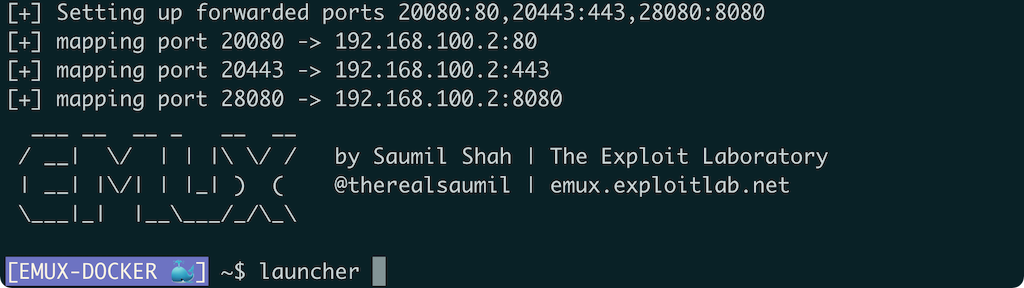 [+] Setting up forwarded ports 20080:80,20443:443,28080:8080
[+] mapping port 20080 -> 192.168.100.2:80
[+] mapping port 20443 -> 192.168.100.2:443
[+] mapping port 28080 -> 192.168.100.2:8080
  ___ __  __ _   __  __
 / __|  \/  | | |\ \/ /   by Saumil Shah | The Exploit Laboratory
 | __| |\/| | |_| )  (    @therealsaumil | emux.exploitlab.net
 \___|_|  |__\___/_/\_\
[EMUX-DOCKER 🐳] ~$ launcher